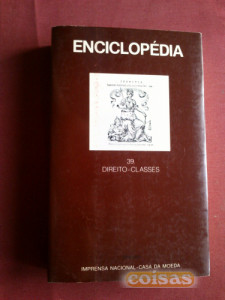 ENCICLOPÉDIA
39
DIREITO-CLASSES
IMPRENSA NACIONAL-CASA DA MOEDA
coisas